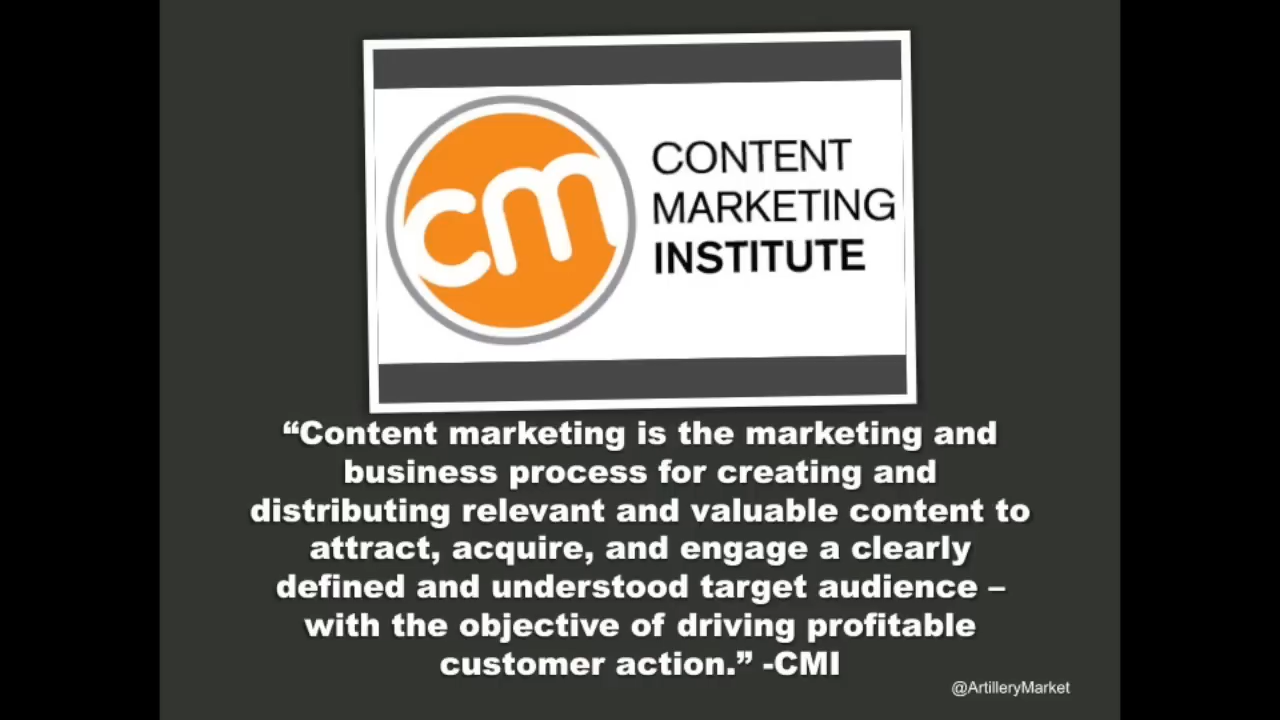 cm
CONTENT
MARKETING
INSTITUTE
“Content marketing is the marketing and
business process for creating and
distributing relevant and valuable content to
attract, acquire, and engage a clearly
defined and understood target audience –
with the objective of driving profitable
customer action.” -CMI
@ArtilleryMarket